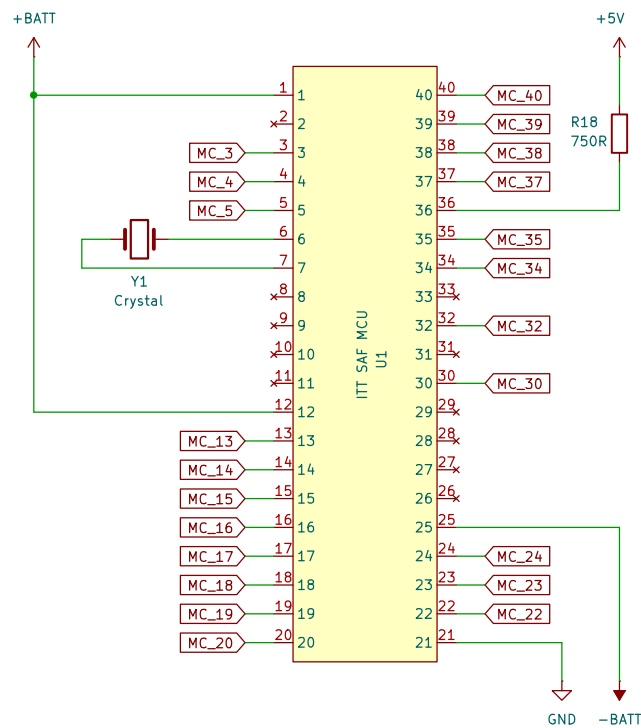 +BATT
+5V
1 1 40 40 MC_40
2 2 39 39 MC_39
R18
750R
MC_3 3 3 38 38 MC_38
MC_4 4 4 37 37 MC_37
MC_5 5 5 36 36
6 6 35 35 MC_35
7 7 34 34 MC_34
Y1
Crystal
8 8 33 33
9 9 32 32 MC_32
10 10 31 31
11 11 30 30 MC_30
ITT SAF MCU
U1
12 12 29 29
MC_13 13 13 28 28
MC_14 14 14 27 27
MC_15 15 15 26 26
MC_16 16 16 25 25
MC_17 17 17 24 24 MC_24
MC_18 18 18 23 23 MC_23
MC_19 19 19 22 22 MC_22
MC_20 20 20 21 21
GND
-BATT